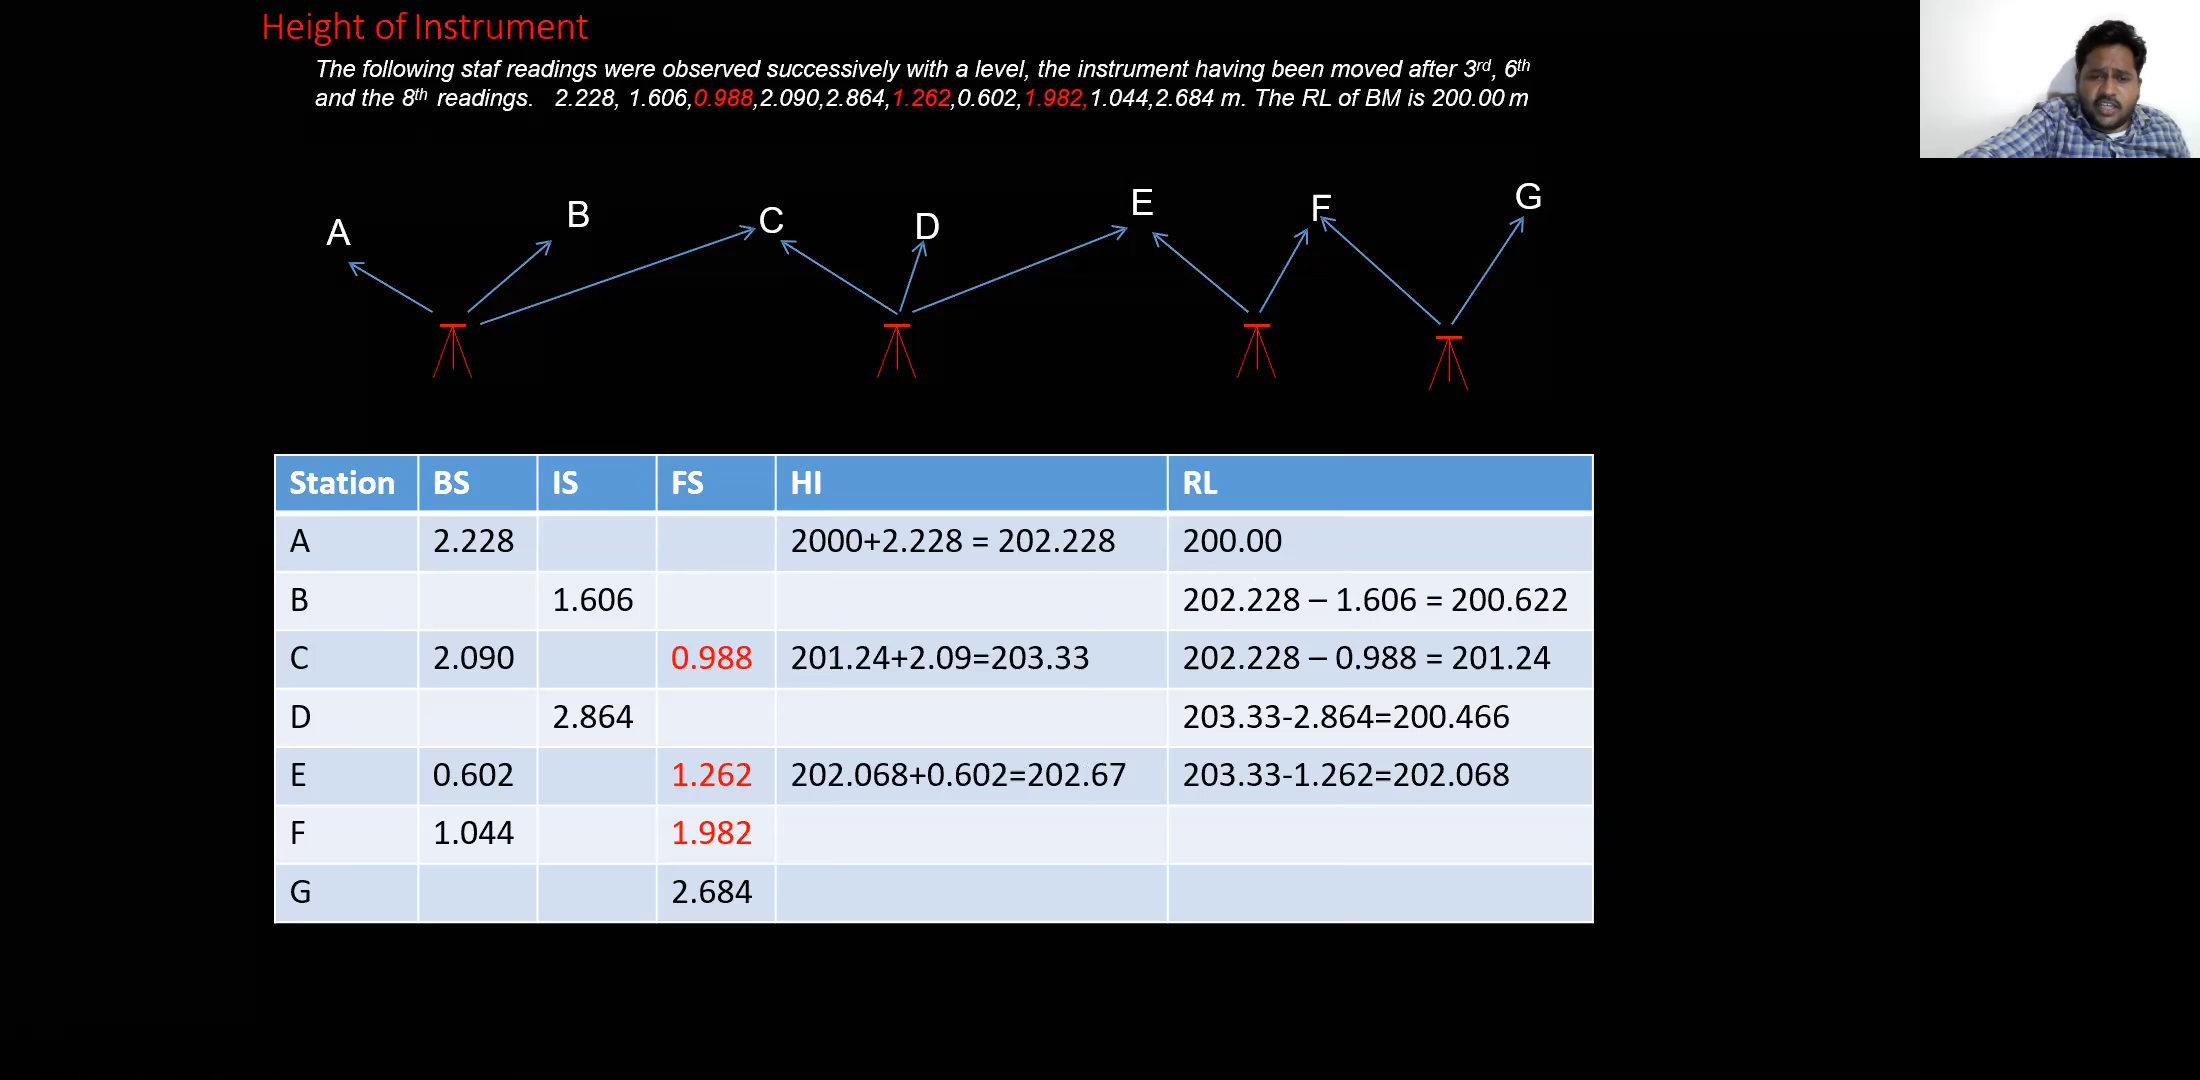 Height of Instrument
The following staf readings were observed successively with a level, the instrument having been moved after 3rd, 6th
and the 8th readings. 2.228, 1.606,0.988,2.090,2.864,1.262,0.602,1.982,1.044,2.684 m. The RL of BM is 200.00 m
A B C D E F G
Station BS IS FS HI RL
A 2.228 2000+2.228 = 202.228 200.00
B 1.606 202.228 – 1.606 = 200.622
C 2.090 0.988 201.24+2.09=203.33 202.228 – 0.988 = 201.24
D 2.864 203.33-2.864=200.466
E 0.602 1.262 202.068+0.602=202.67 203.33-1.262=202.068
F 1.044 1.982
G 2.684